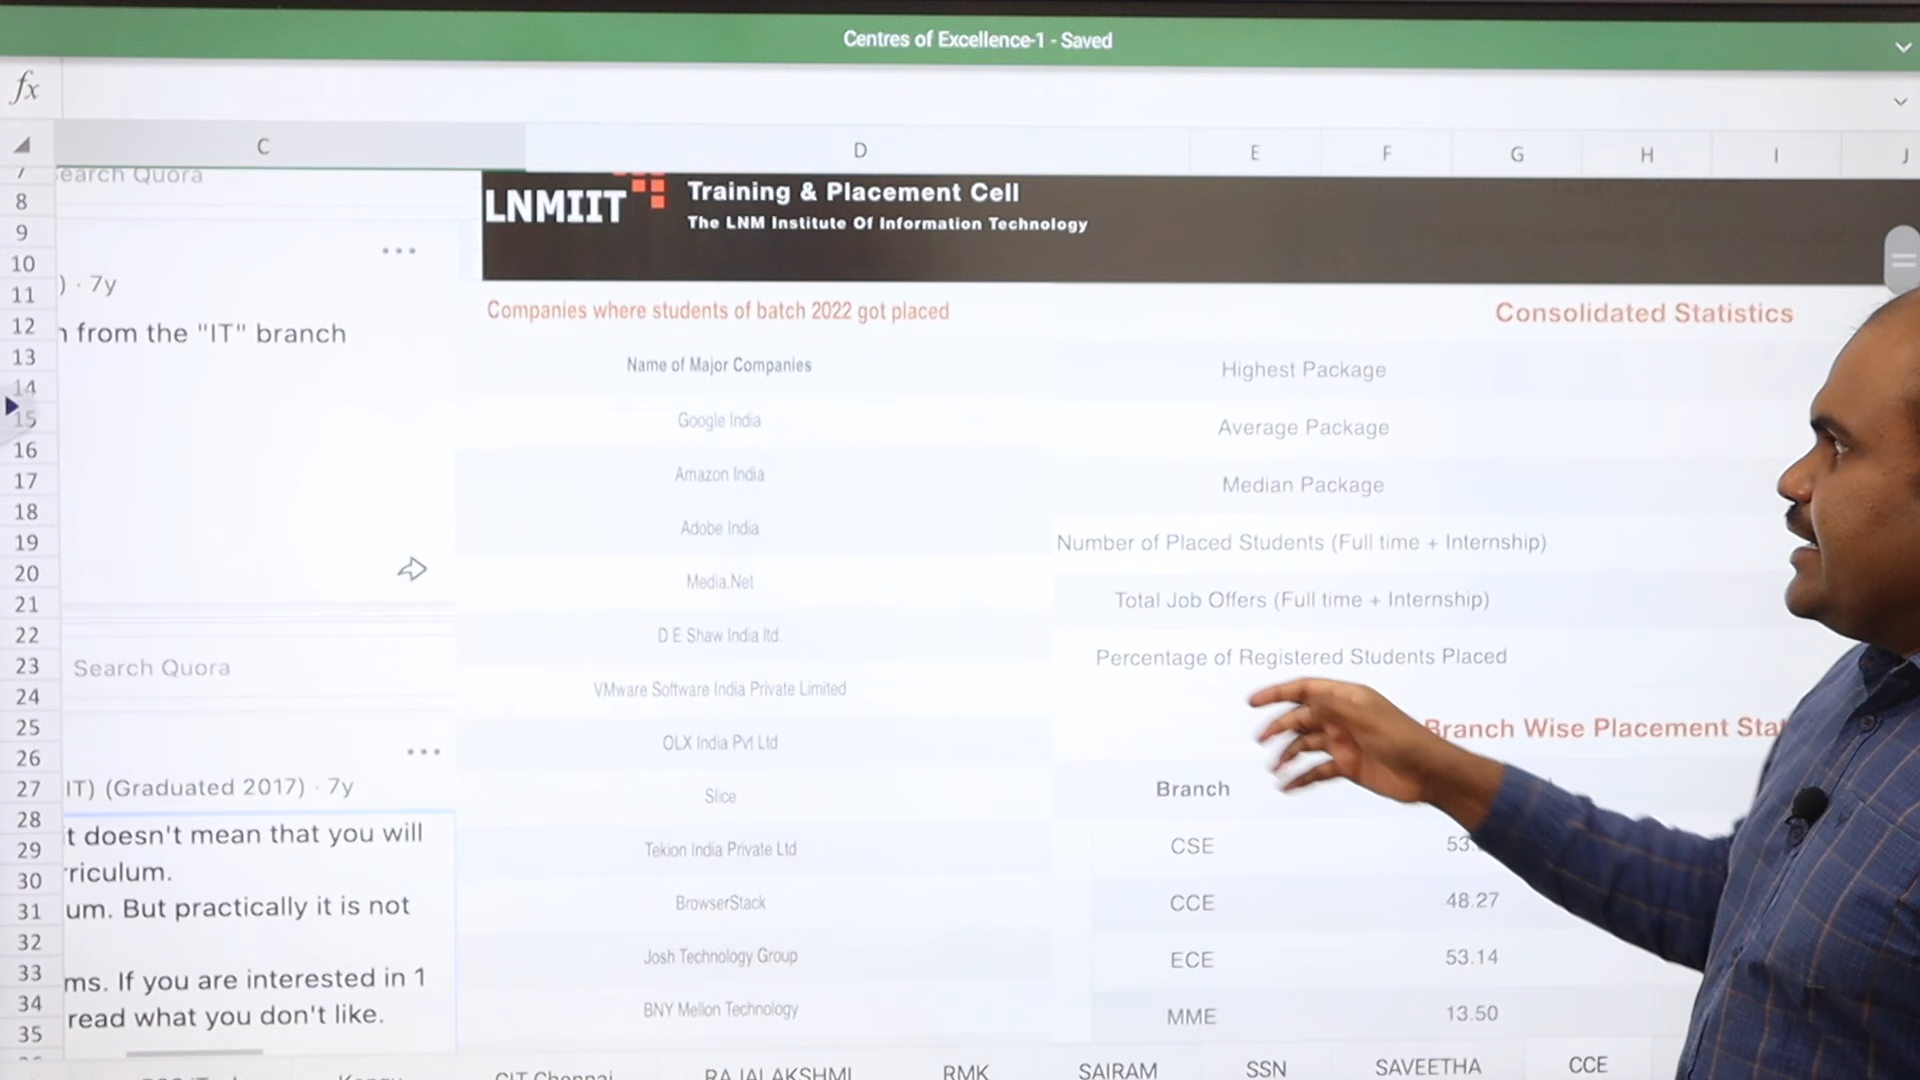 Centres of Excellence-1 - Saved
fx
C D E F G H I J
7
8
9
10
11
12
13
14
15
16
17
18
19
20
21
22
23
24
25
26
27
28
29
30
31
32
33
34
35
earch Quora
) · 7y
from the "IT" branch
Search Quora
IT) (Graduated 2017) · 7y
t doesn't mean that you will
riculum.
um. But practically it is not
ms. If you are interested in 1
read what you don't like.
LNMIIT
Training & Placement Cell
The LNM Institute Of Information Technology
Companies where students of batch 2022 got placed
Name of Major Companies
Google India
Amazon India
Adobe India
Media.Net
D E Shaw India ltd.
VMware Software India Private Limited
OLX India Pvt Ltd
Slice
Tekion India Private Ltd
BrowserStack
Josh Technology Group
BNY Mellon Technology
Consolidated Statistics
Highest Package
Average Package
Median Package
Number of Placed Students (Full time + Internship)
Total Job Offers (Full time + Internship)
Percentage of Registered Students Placed
Branch Wise Placement Sta
Branch
CSE 53.
CCE 48.27
ECE 53.14
MME 13.50
CIT Chennai RAJALAKSHMI RMK SAIRAM SSN SAVEETHA CCE